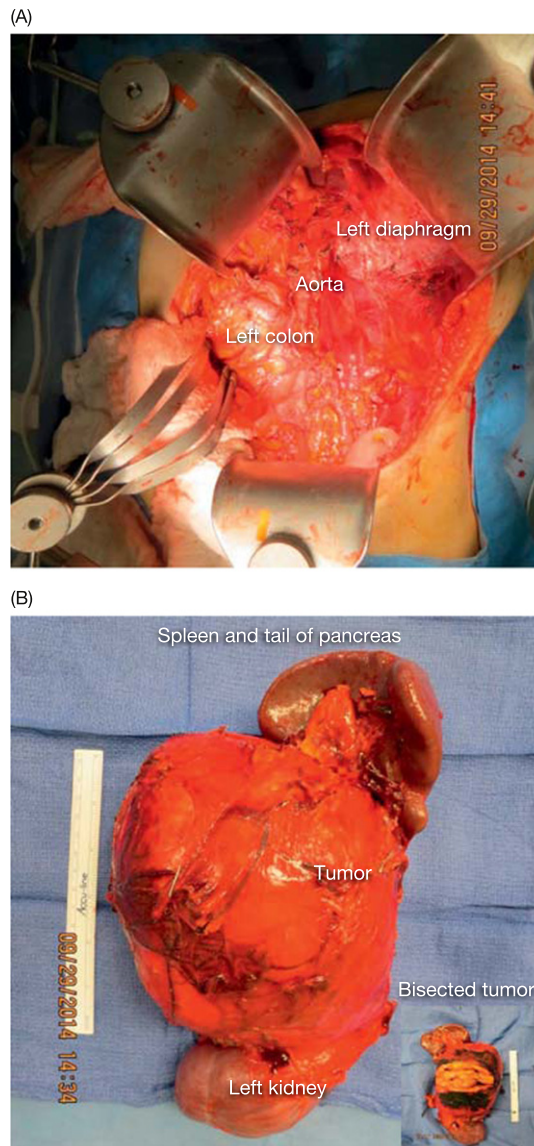 (A)
09/29/2014 14:41
Left diaphragm
Aorta
Left colon
(B)
Spleen and tail of pancreas
Accu-line
Tumor
09/29/2014 14:34
Bisected tumor
Left kidney